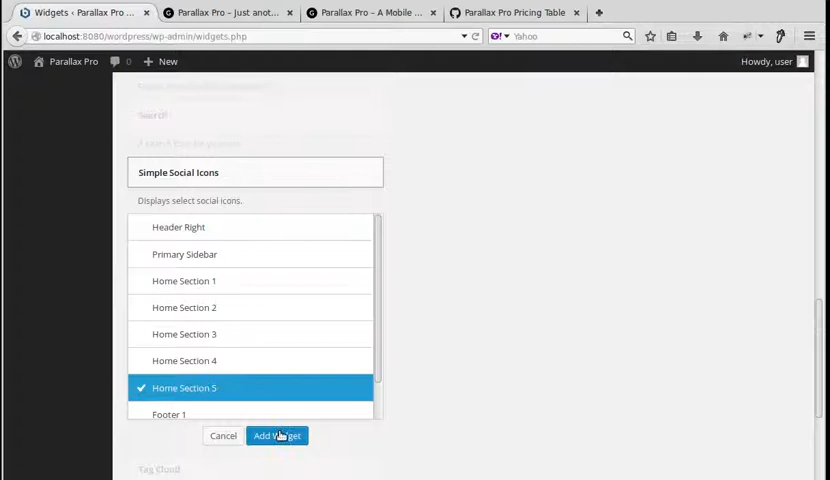 Widgets ‹ Parallax Pro ...
Parallax Pro – Just anot...
Parallax Pro – A Mobile ...
Parallax Pro Pricing Table
localhost:8080/wordpress/wp-admin/widgets.php
Yahoo
Parallax Pro
0
New
Howdy, user
Search
Simple Social Icons
Displays select social icons.
Header Right
Primary Sidebar
Home Section 1
Home Section 2
Home Section 3
Home Section 4
Home Section 5
Footer 1
Cancel
Add Widget
Tag Cloud